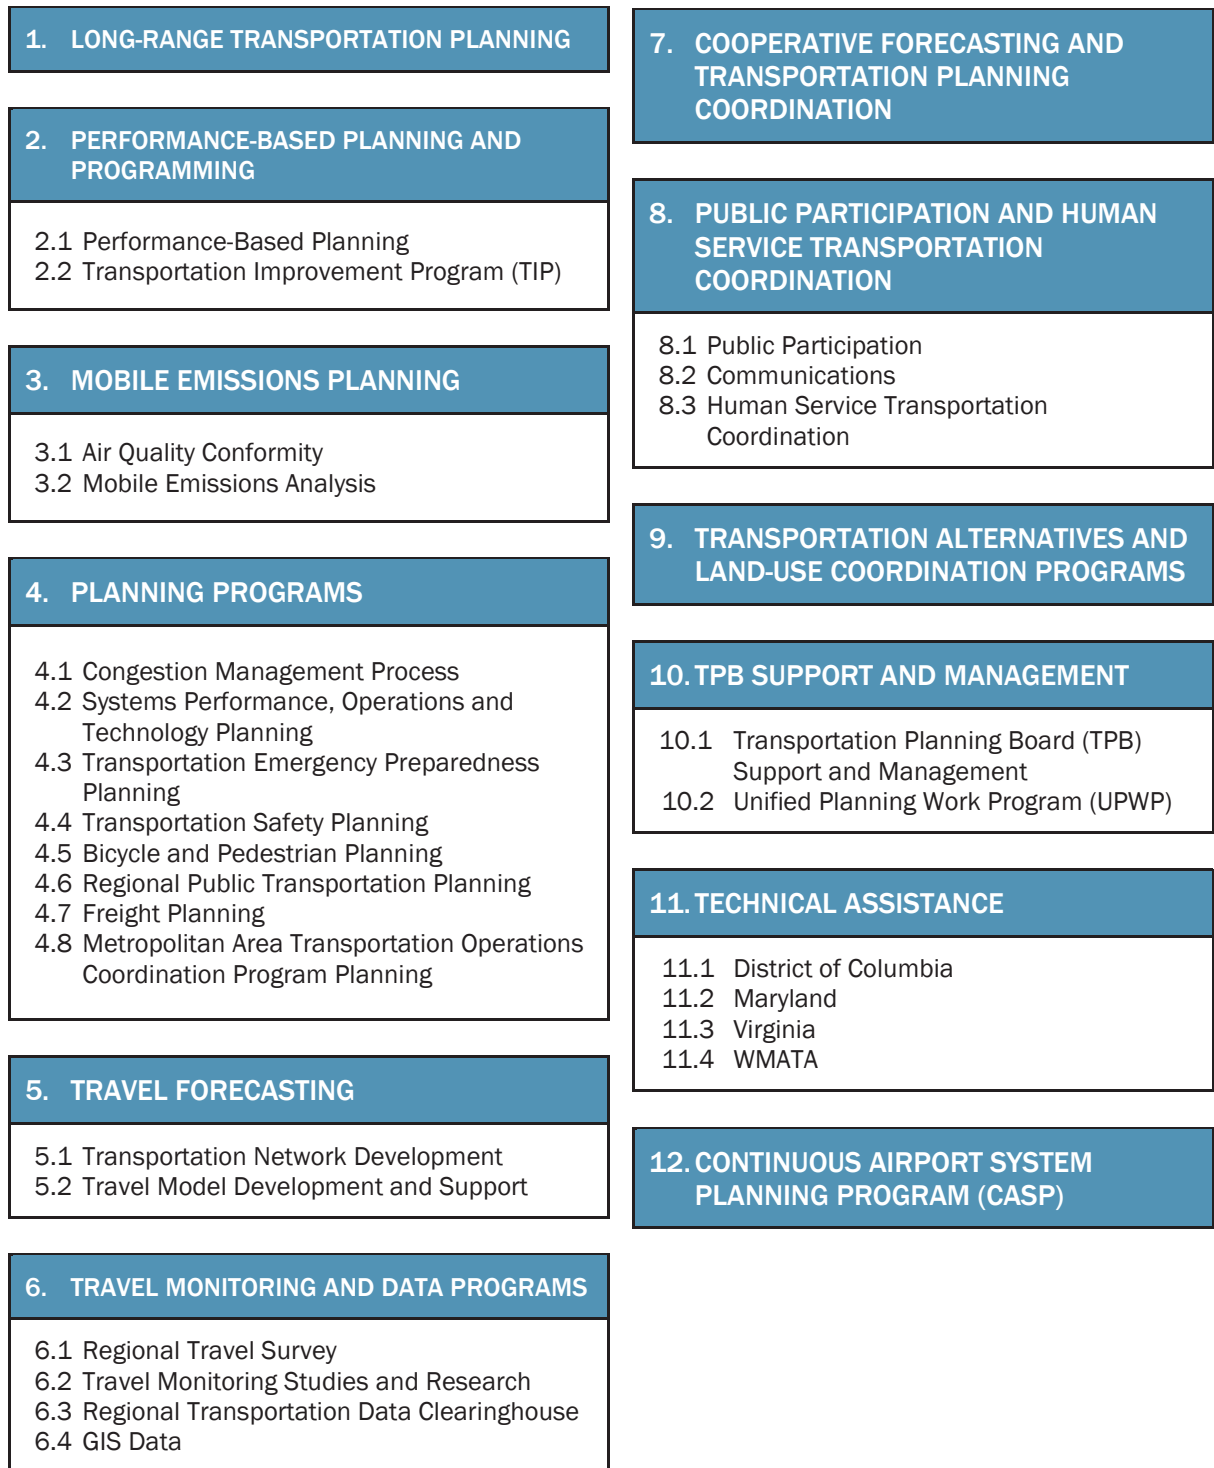 1. LONG-RANGE TRANSPORTATION PLANNING
2. PERFORMANCE-BASED PLANNING AND
PROGRAMMING
2.1 Performance-Based Planning
2.2 Transportation Improvement Program (TIP)
3. MOBILE EMISSIONS PLANNING
3.1 Air Quality Conformity
3.2 Mobile Emissions Analysis
4. PLANNING PROGRAMS
4.1 Congestion Management Process
4.2 Systems Performance, Operations and
Technology Planning
4.3 Transportation Emergency Preparedness
Planning
4.4 Transportation Safety Planning
4.5 Bicycle and Pedestrian Planning
4.6 Regional Public Transportation Planning
4.7 Freight Planning
4.8 Metropolitan Area Transportation Operations
Coordination Program Planning
5. TRAVEL FORECASTING
5.1 Transportation Network Development
5.2 Travel Model Development and Support
6. TRAVEL MONITORING AND DATA PROGRAMS
6.1 Regional Travel Survey
6.2 Travel Monitoring Studies and Research
6.3 Regional Transportation Data Clearinghouse
6.4 GIS Data
7. COOPERATIVE FORECASTING AND
TRANSPORTATION PLANNING
COORDINATION
8. PUBLIC PARTICIPATION AND HUMAN
SERVICE TRANSPORTATION
COORDINATION
8.1 Public Participation
8.2 Communications
8.3 Human Service Transportation
Coordination
9. TRANSPORTATION ALTERNATIVES AND
LAND-USE COORDINATION PROGRAMS
10. TPB SUPPORT AND MANAGEMENT
10.1 Transportation Planning Board (TPB)
Support and Management
10.2 Unified Planning Work Program (UPWP)
11. TECHNICAL ASSISTANCE
11.1 District of Columbia
11.2 Maryland
11.3 Virginia
11.4 WMATA
12. CONTINUOUS AIRPORT SYSTEM
PLANNING PROGRAM (CASP)